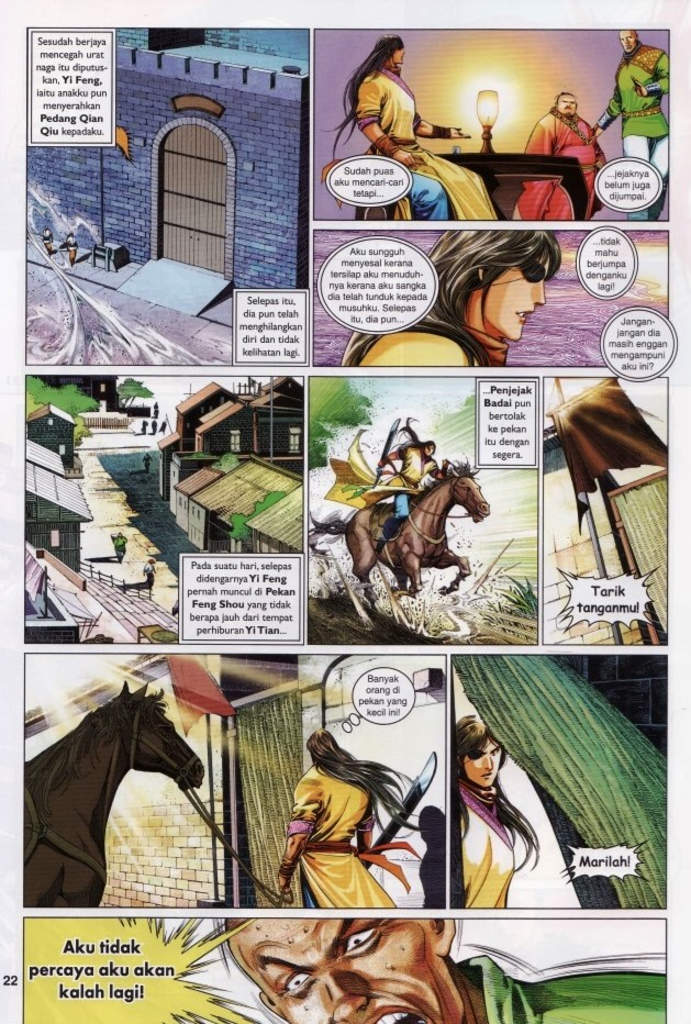 Sesudah berjaya
mencegah urat
naga itu diputus-
kan, Yi Feng,
iaitu anakku pun
menyerahkan
Pedang Qian
Qiu kepadaku.
Selepas itu,
dia pun telah
menghilangkan
diri dan tidak
kelihatan lagi.
Sudah puas
aku mencari-cari
tetapi...
...jejaknya
belum juga
dijumpai.
Aku sungguh
menyesal kerana
tersilap aku menuduh-
nya kerana aku sangka
dia telah tunduk kepada
musuhku. Selepas
itu, dia pun...
...tidak
mahu
berjumpa
denganku
lagi!
Jangan-
jangan dia
masih enggan
mengampuni
aku ini?
Pada suatu hari, selepas
didengarnya Yi Feng
pernah muncul di Pekan
Feng Shou yang tidak
berapa jauh dari tempat
perhiburan Yi Tian...
...Penjejak
Badai pun
bertolak
ke pekan
itu dengan
segera.
Tarik
tanganmu!
Banyak
orang di
pekan yang
kecil ini!
Marilah!
Aku tidak
percaya aku akan
kalah lagi!
22